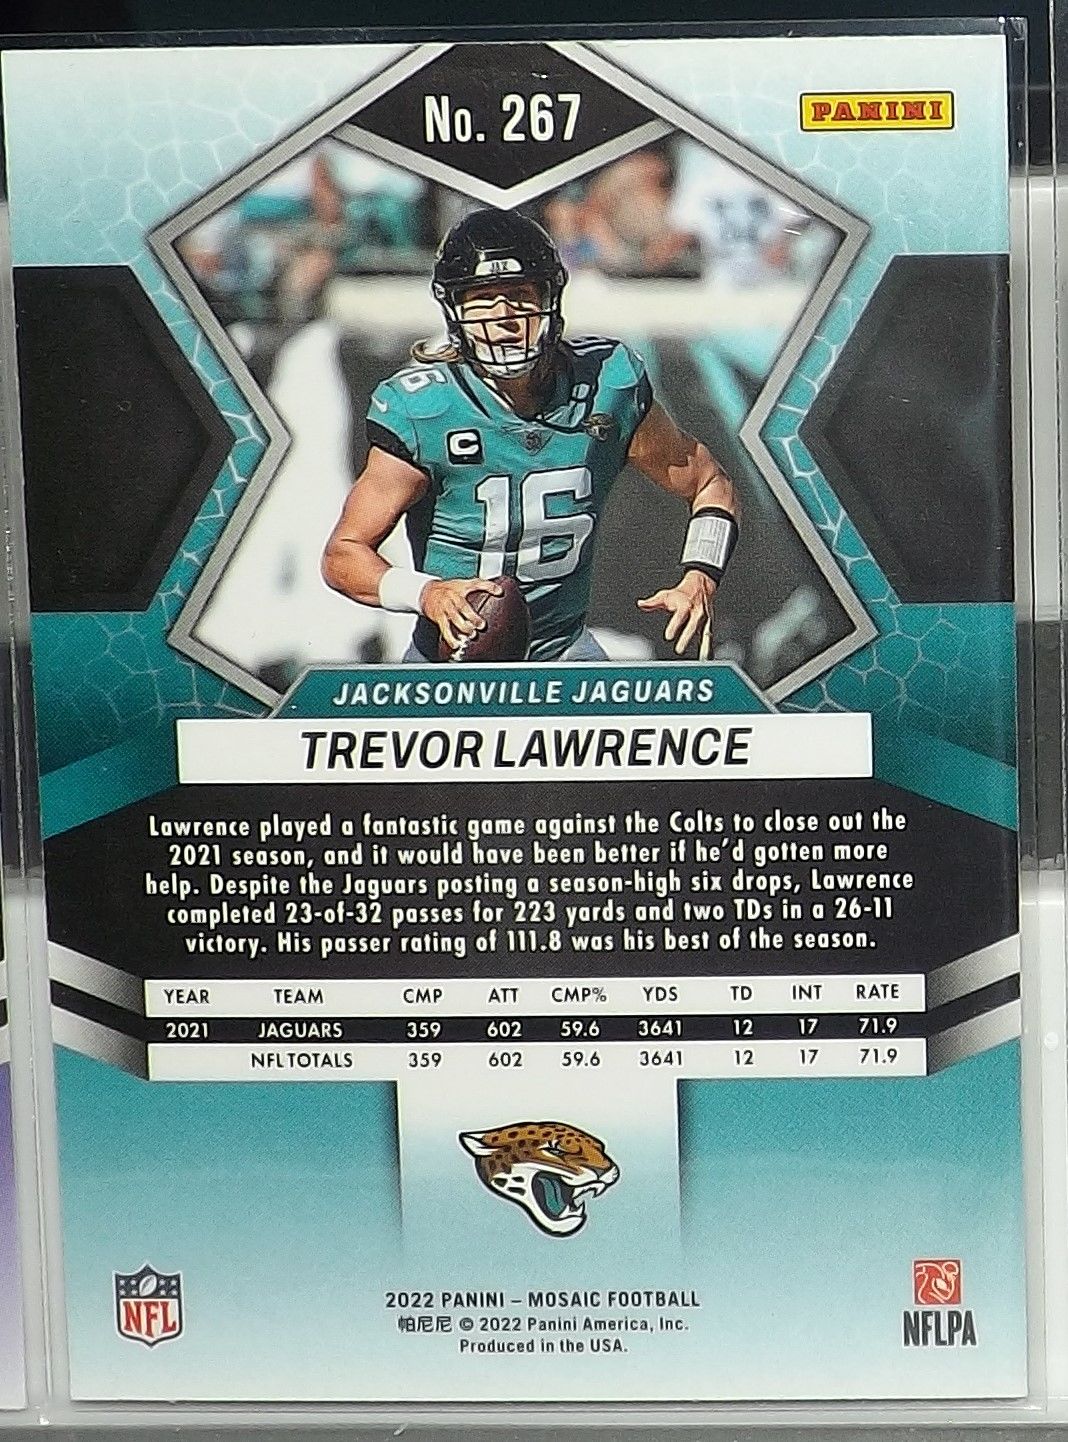 No. 267
PANINI
JAX
16
C
16
JACKSONVILLE JAGUARS
TREVOR LAWRENCE
Lawrence played a fantastic game against the Colts to close out the
2021 season, and it would have been better if he'd gotten more
help. Despite the Jaguars posting a season-high six drops, Lawrence
completed 23-of-32 passes for 223 yards and two TDs in a 26-11
victory. His passer rating of 111.8 was his best of the season.
YEAR TEAM CMP ATT CMP% YDS TD INT RATE
2021 JAGUARS 359 602 59.6 3641 12 17 71.9
NFL TOTALS 359 602 59.6 3641 12 17 71.9
NFL
2022 PANINI – MOSAIC FOOTBALL
帕尼尼 © 2022 Panini America, Inc.
Produced in the USA.
NFLPA